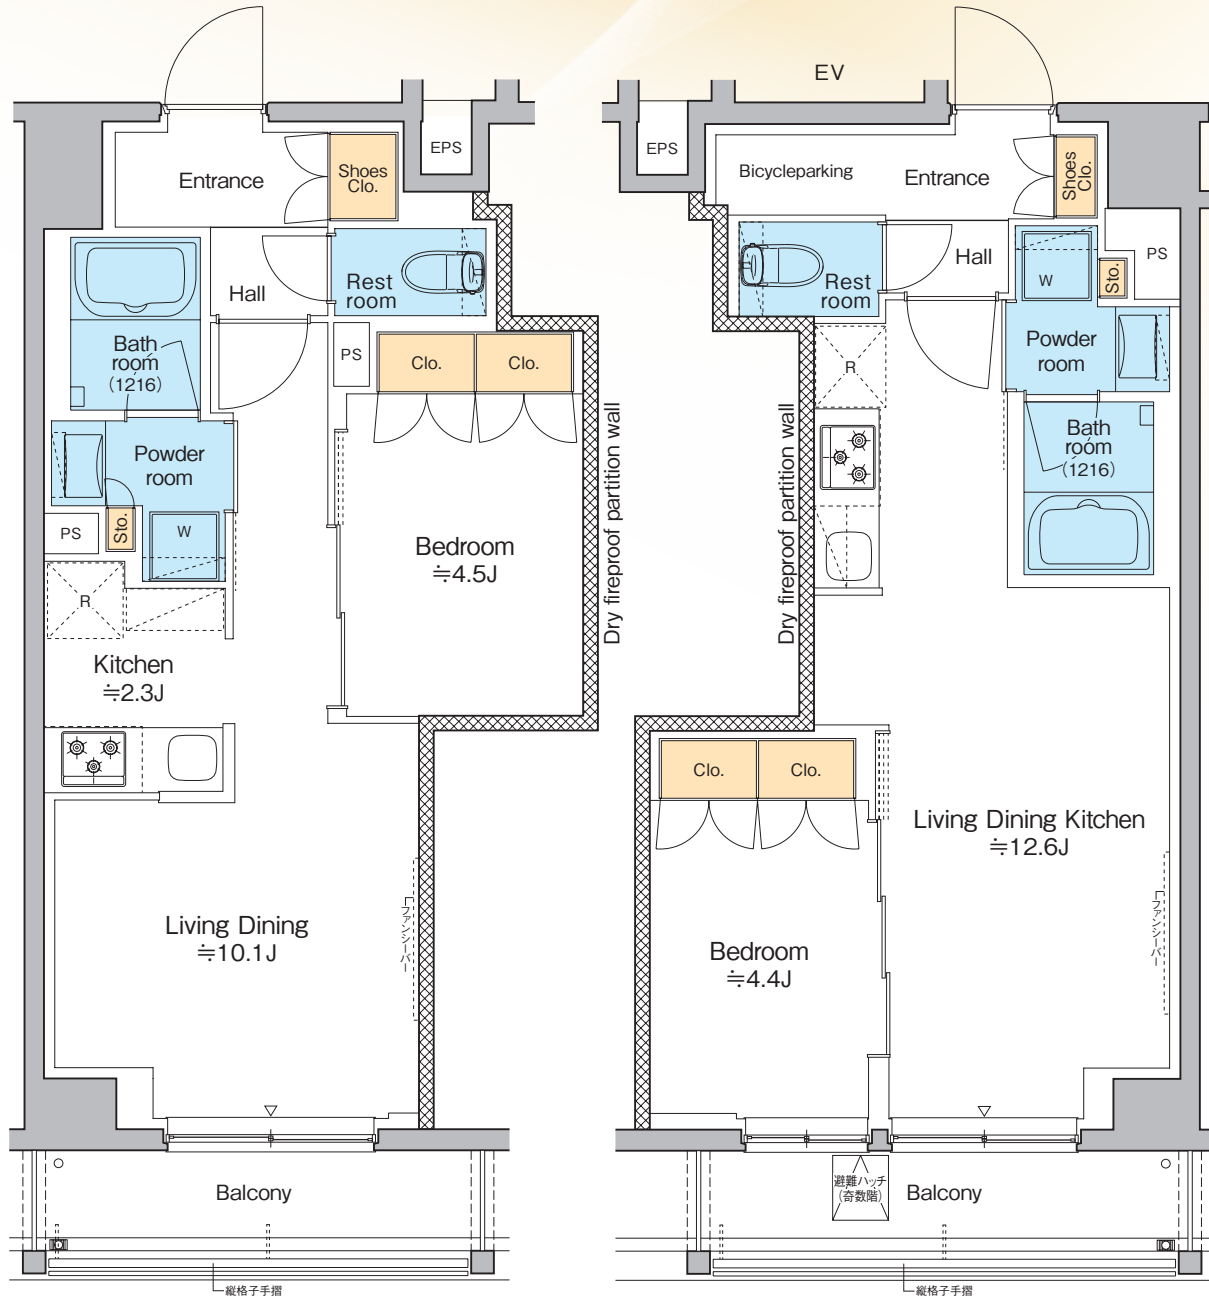 EV
EPS
Entrance
Shoes
Clo.
Hall
Rest
room
Bath
room
(1216)
PS
Clo.
Clo.
Powder
room
PS
Sto.
W
R
Bedroom
≒4.5J
Kitchen
≒2.3J
Living Dining
≒10.1J
ファンシーバー
Balcony
縦格子手摺
Dry fireproof partition wall
EPS
Bicycleparking
Entrance
Shoes
Clo.
Rest
room
Hall
W
Sto.
PS
Powder
room
R
Bath
room
(1216)
Dry fireproof partition wall
Clo.
Clo.
Living Dining Kitchen
≒12.6J
Bedroom
≒4.4J
ファンシーバー
避難ハッチ
(奇数階)
Balcony
縦格子手摺